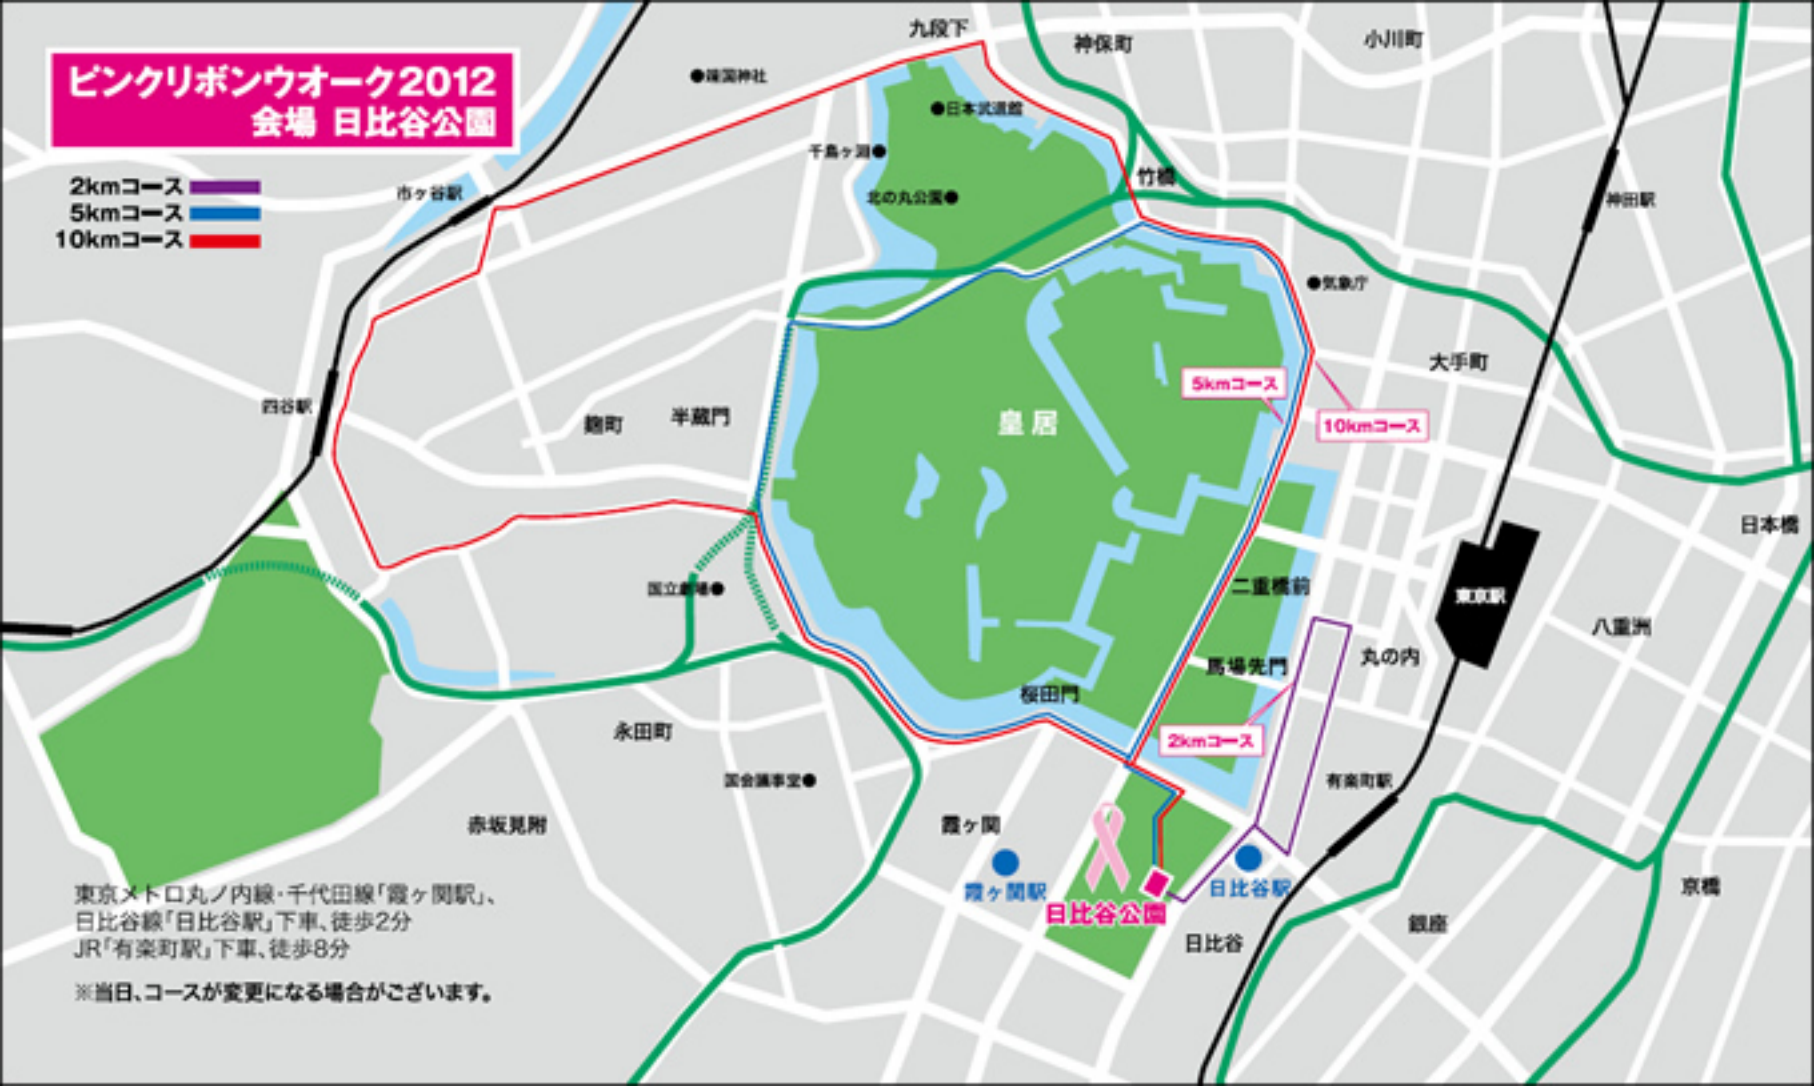 ピンクリボンウオーク2012
会場 日比谷公園
2kmコース
5kmコース
10kmコース
九段下
神保町
小川町
●靖国神社
●日本武道館
千鳥ヶ淵●
北の丸公園●
竹橋
市ヶ谷駅
神田駅
●気象庁
大手町
5kmコース
10kmコース
四谷駅
麹町
半蔵門
皇居
日本橋
国立劇場●
二重橋前
東京駅
八重洲
馬場先門
丸の内
桜田門
永田町
2kmコース
国会議事堂●
有楽町駅
赤坂見附
霞ヶ関
霞ヶ関駅
日比谷駅
日比谷公園
京橋
銀座
日比谷
東京メトロ丸ノ内線・千代田線「霞ヶ関駅」、
日比谷線「日比谷駅」下車、徒歩2分
JR「有楽町駅」下車、徒歩8分
※当日、コースが変更になる場合がございます。